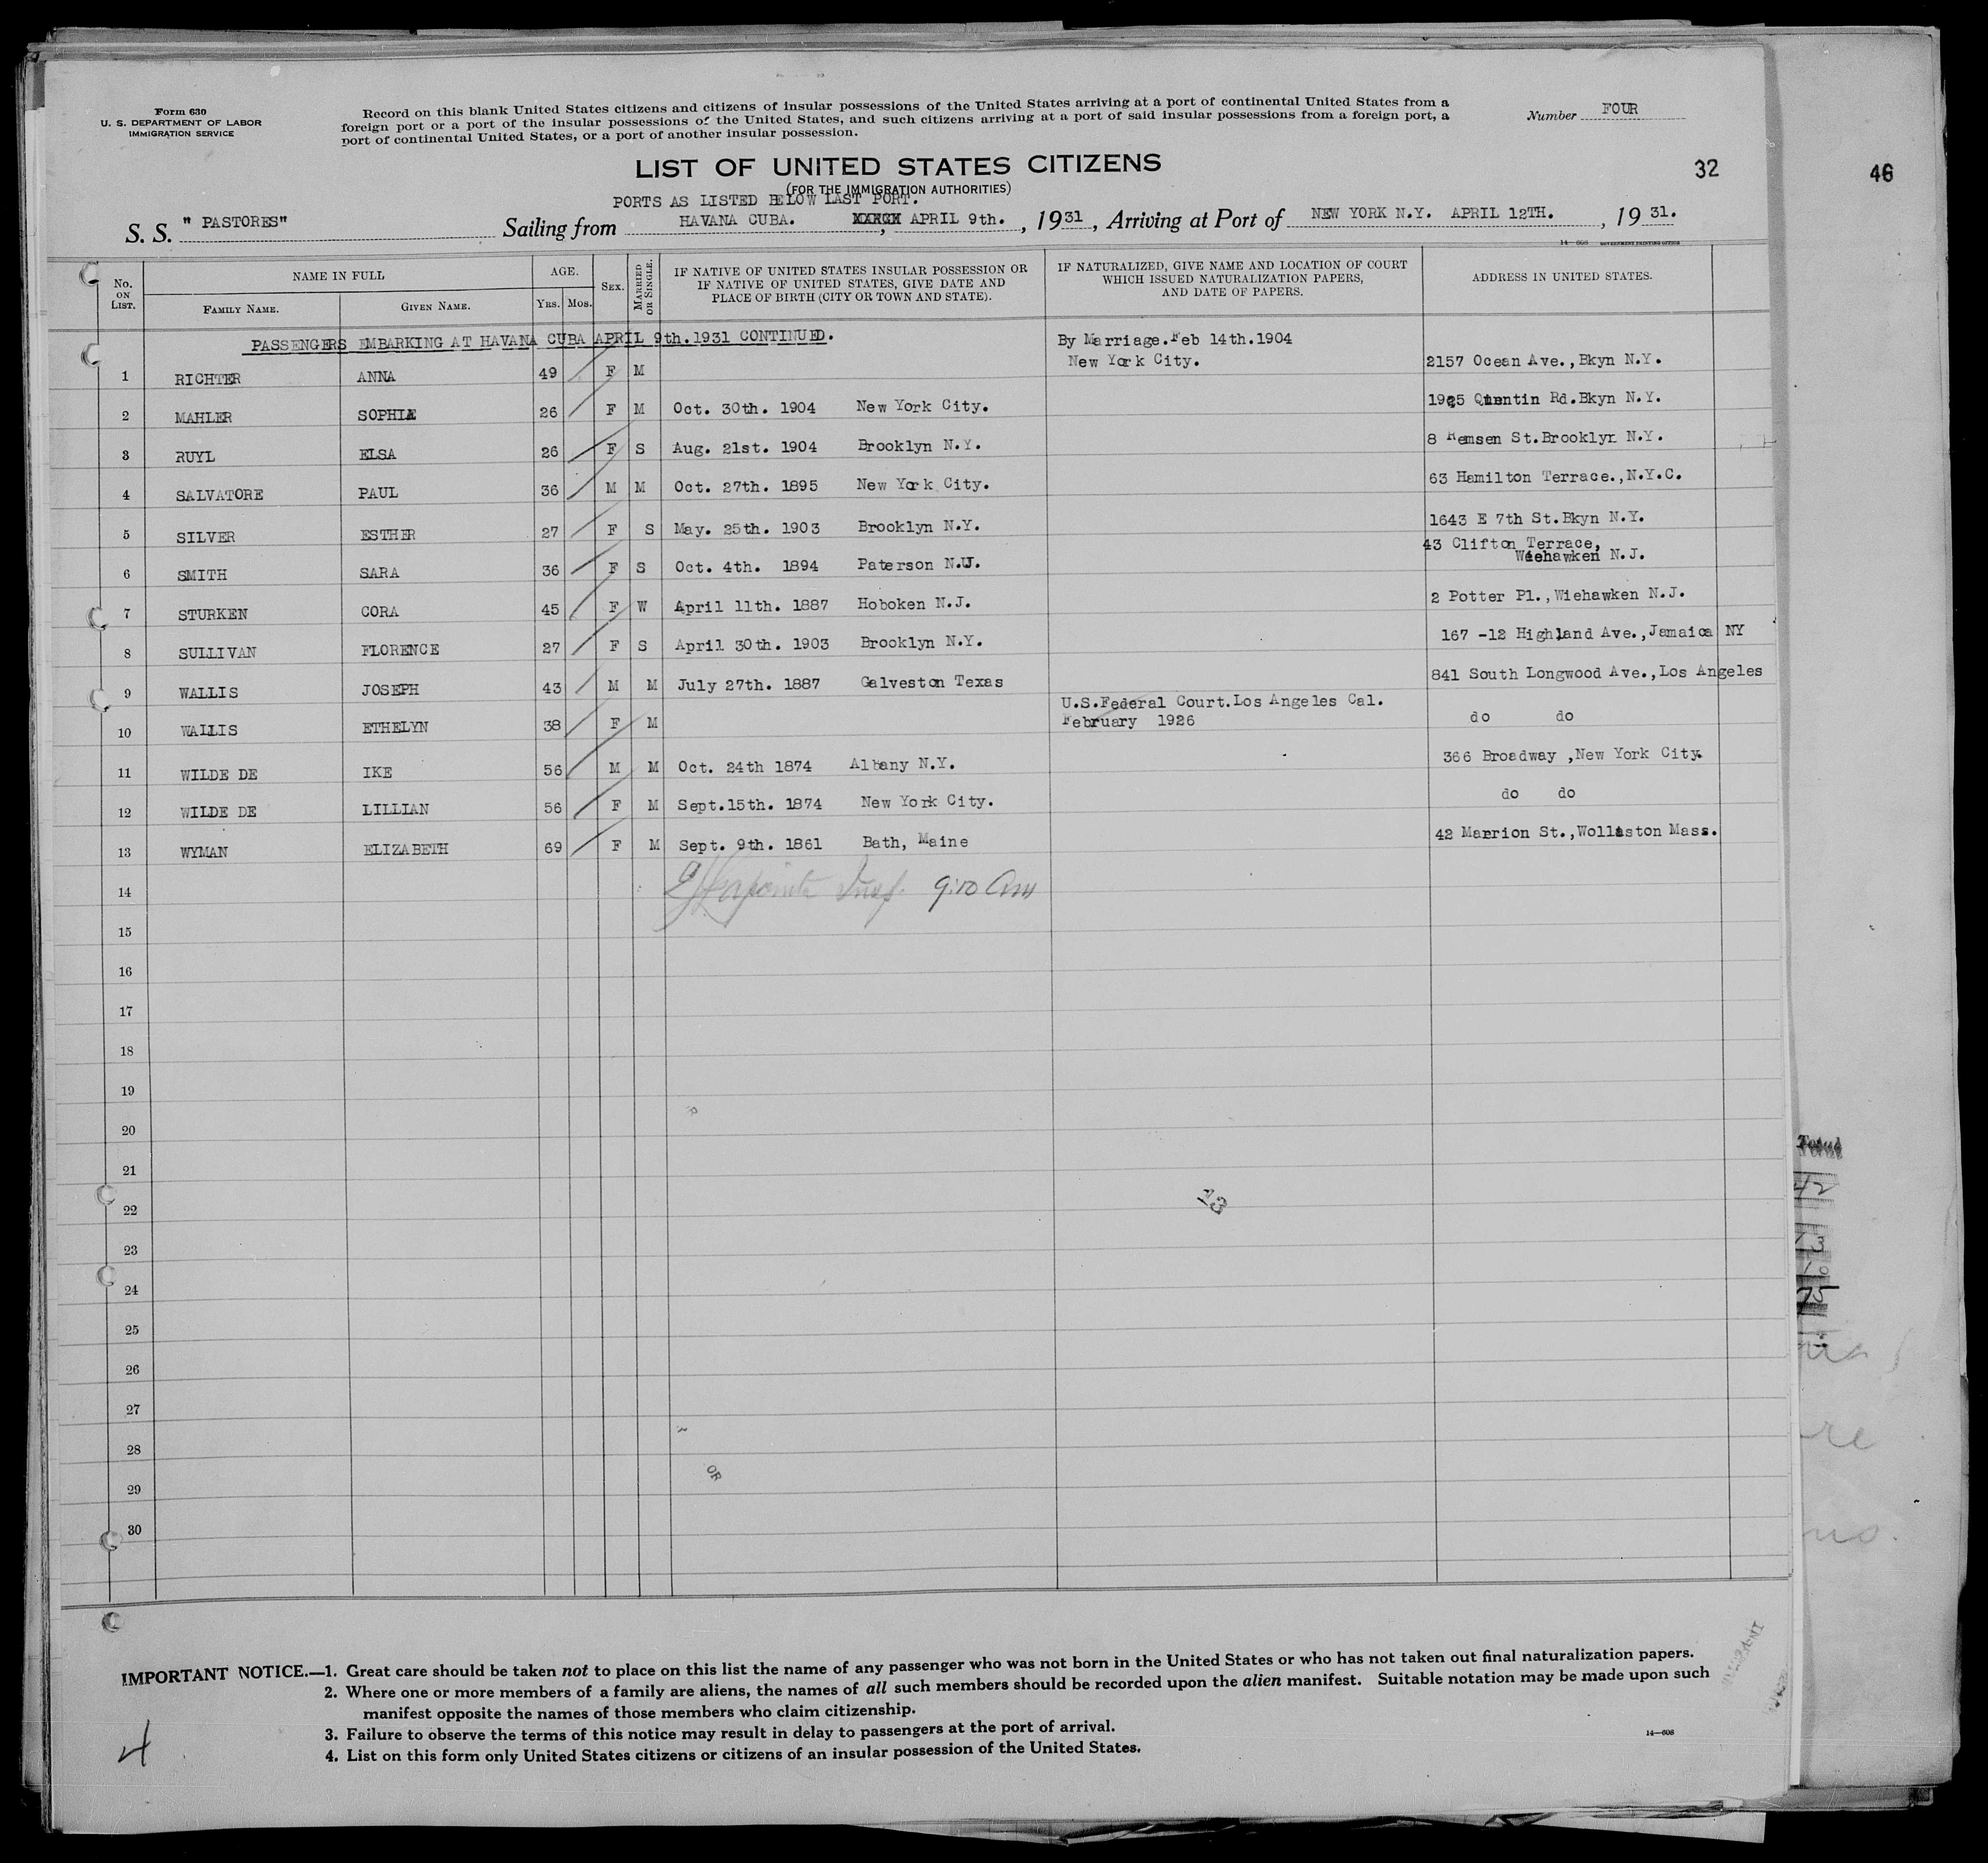 Form 630
U. S. DEPARTMENT OF LABOR
IMMIGRATION SERVICE
Record on this blank United States citizens and citizens of insular possessions of the United States arriving at a port of continental United States from a
foreign port or a port of the insular possessions of the United States, and such citizens arriving at a port of said insular possessions from a foreign port, a
port of continental United States, or a port of another insular possession.
Number FOUR
LIST OF UNITED STATES CITIZENS
(FOR THE IMMIGRATION AUTHORITIES)
32
46
PORTS AS LISTED BELOW LAST PORT.
S. S. " PASTORES" Sailing from HAVANA CUBA. APRIL 9th. , 1931 , Arriving at Port of NEW YORK N.Y. APRIL 12TH. , 19 31.
14—608 GOVERNMENT PRINTING OFFICE
No. ON LIST. NAME IN FULL FAMILY NAME. GIVEN NAME. AGE. YRS. MOS. SEX. MARRIED OR SINGLE. IF NATIVE OF UNITED STATES INSULAR POSSESSION OR IF NATIVE OF UNITED STATES, GIVE DATE AND PLACE OF BIRTH (CITY OR TOWN AND STATE). IF NATURALIZED, GIVE NAME AND LOCATION OF COURT WHICH ISSUED NATURALIZATION PAPERS, AND DATE OF PAPERS. ADDRESS IN UNITED STATES.
PASSENGERS EMBARKING AT HAVANA CUBA APRIL 9th.1931 CONTINUED.
1 RICHTER ANNA 49 F M By Marriage.Feb 14th.1904 New York City. 2157 Ocean Ave.,Bkyn N.Y.
2 MAHLER SOPHIE 26 F M Oct. 30th. 1904 New York City. Quentin Rd.Bkyn N.Y.
3 RUYL ELSA 26 F S Aug. 21st. 1904 Brooklyn N.Y. 8 Remsen St.Brooklyn N.Y.
4 SALVATORE PAUL 36 M M Oct. 27th. 1895 New York City. 63 Hamilton Terrace.,N.Y.C.
5 SILVER ESTHER 27 F S May. 25th. 1903 Brooklyn N.Y. 1643 E 7th St.Bkyn N.Y.
6 SMITH SARA 36 F S Oct. 4th. 1894 Paterson N.J. 43 Clifton Terrace, Wiehawken N.J.
7 STURKEN CORA 45 F W April 11th. 1887 Hoboken N.J. 2 Potter Pl.,Wiehawken N.J.
8 SULLIVAN FLORENCE 27 F S April 30th. 1903 Brooklyn N.Y. 167 -12 Highland Ave.,Jamaica NY
9 WALLIS JOSEPH 43 M M July 27th. 1887 Galveston Texas 841 South Longwood Ave.,Los Angeles
10 WALLIS ETHELYN 38 F M U.S.Federal Court.Los Angeles Cal. February 1926 do do
11 WILDE DE IKE 56 M M Oct. 24th 1874 Albany N.Y. 366 Broadway ,New York City.
12 WILDE DE LILLIAN 56 F M Sept.15th. 1874 New York City. do do
13 WYMAN ELIZABETH 69 F M Sept. 9th. 1861 Bath, Maine 42 Marrion St.,Wollaston Mass.
14 Insp. 9:10 Am
15
16
17
18
19
20
21
22
23
24
25
26
27
28
29
30
13
OR
Total
42
13
10
IMPORTANT NOTICE.—1. Great care should be taken not to place on this list the name of any passenger who was not born in the United States or who has not taken out final naturalization papers.
2. Where one or more members of a family are aliens, the names of all such members should be recorded upon the alien manifest. Suitable notation may be made upon such
manifest opposite the names of those members who claim citizenship.
3. Failure to observe the terms of this notice may result in delay to passengers at the port of arrival.
4. List on this form only United States citizens or citizens of an insular possession of the United States.
14—608
4